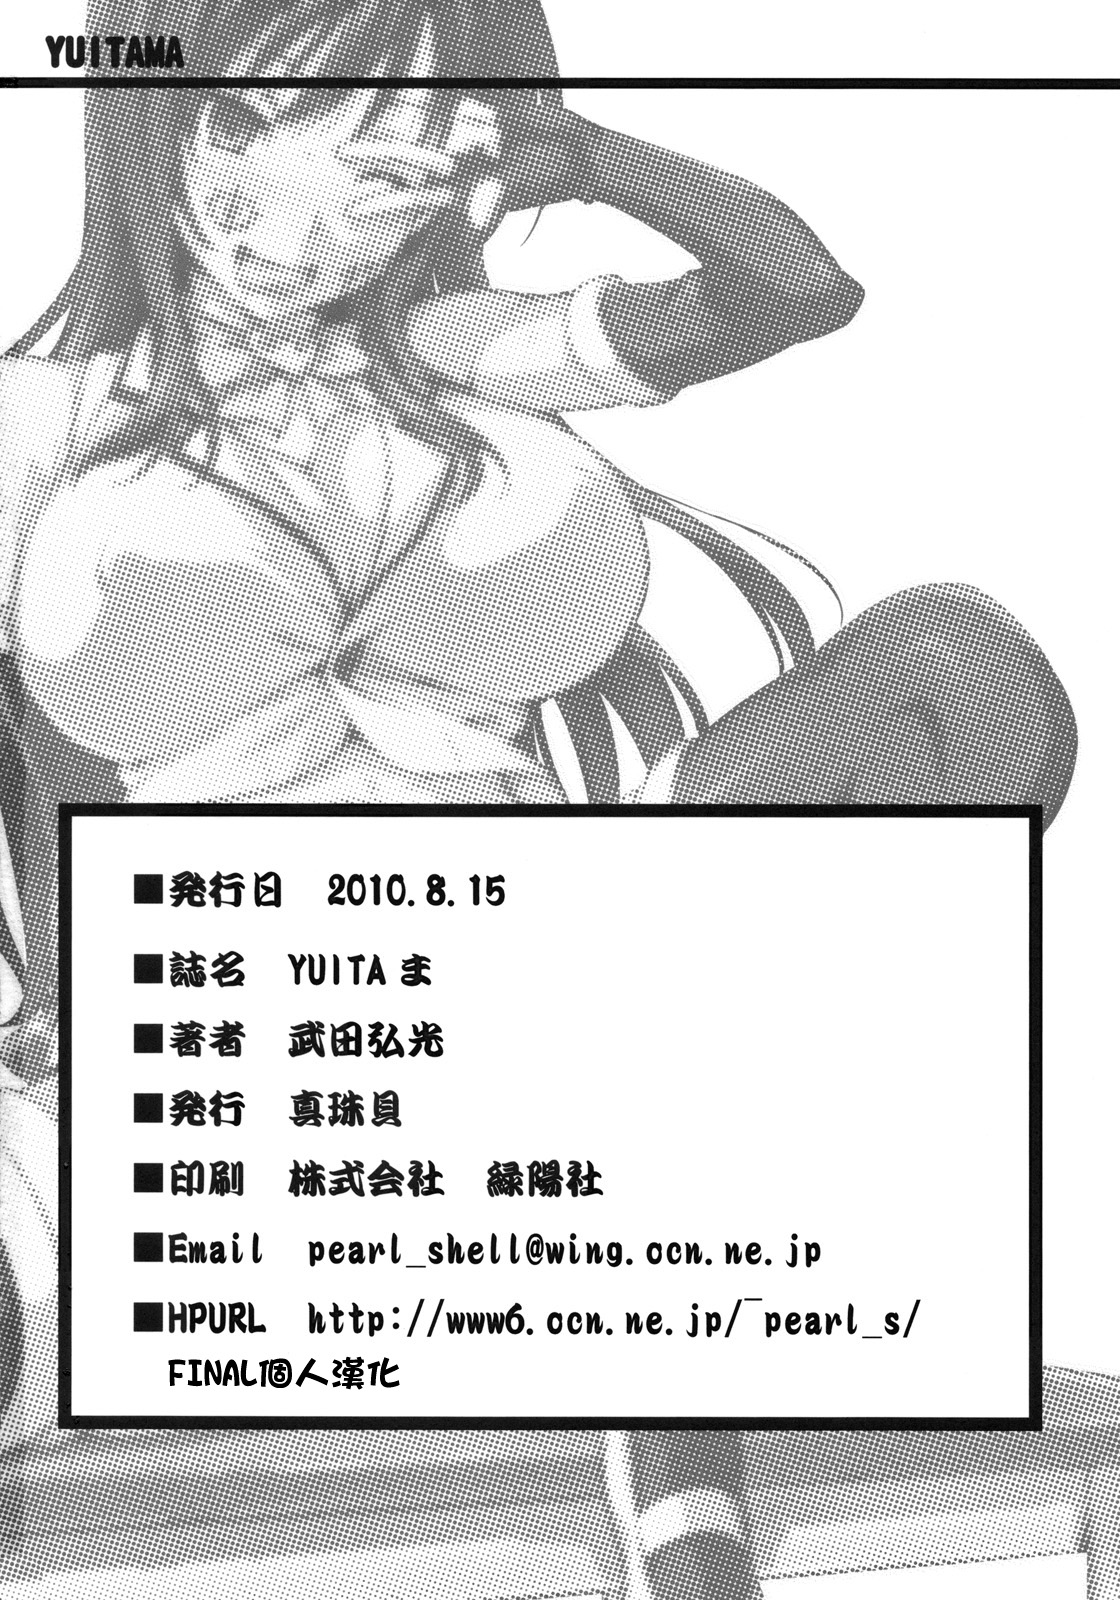 YUITAMA
■発行日　2010.8.15
■誌名　YUITAま
■著者　武田弘光
■発行　真珠貝
■印刷　株式会社　緑陽社
■Email　pearl_shell@wing.ocn.ne.jp
■HPURL　http://www6.ocn.ne.jp/‾pearl_s/
FINAL個人漢化